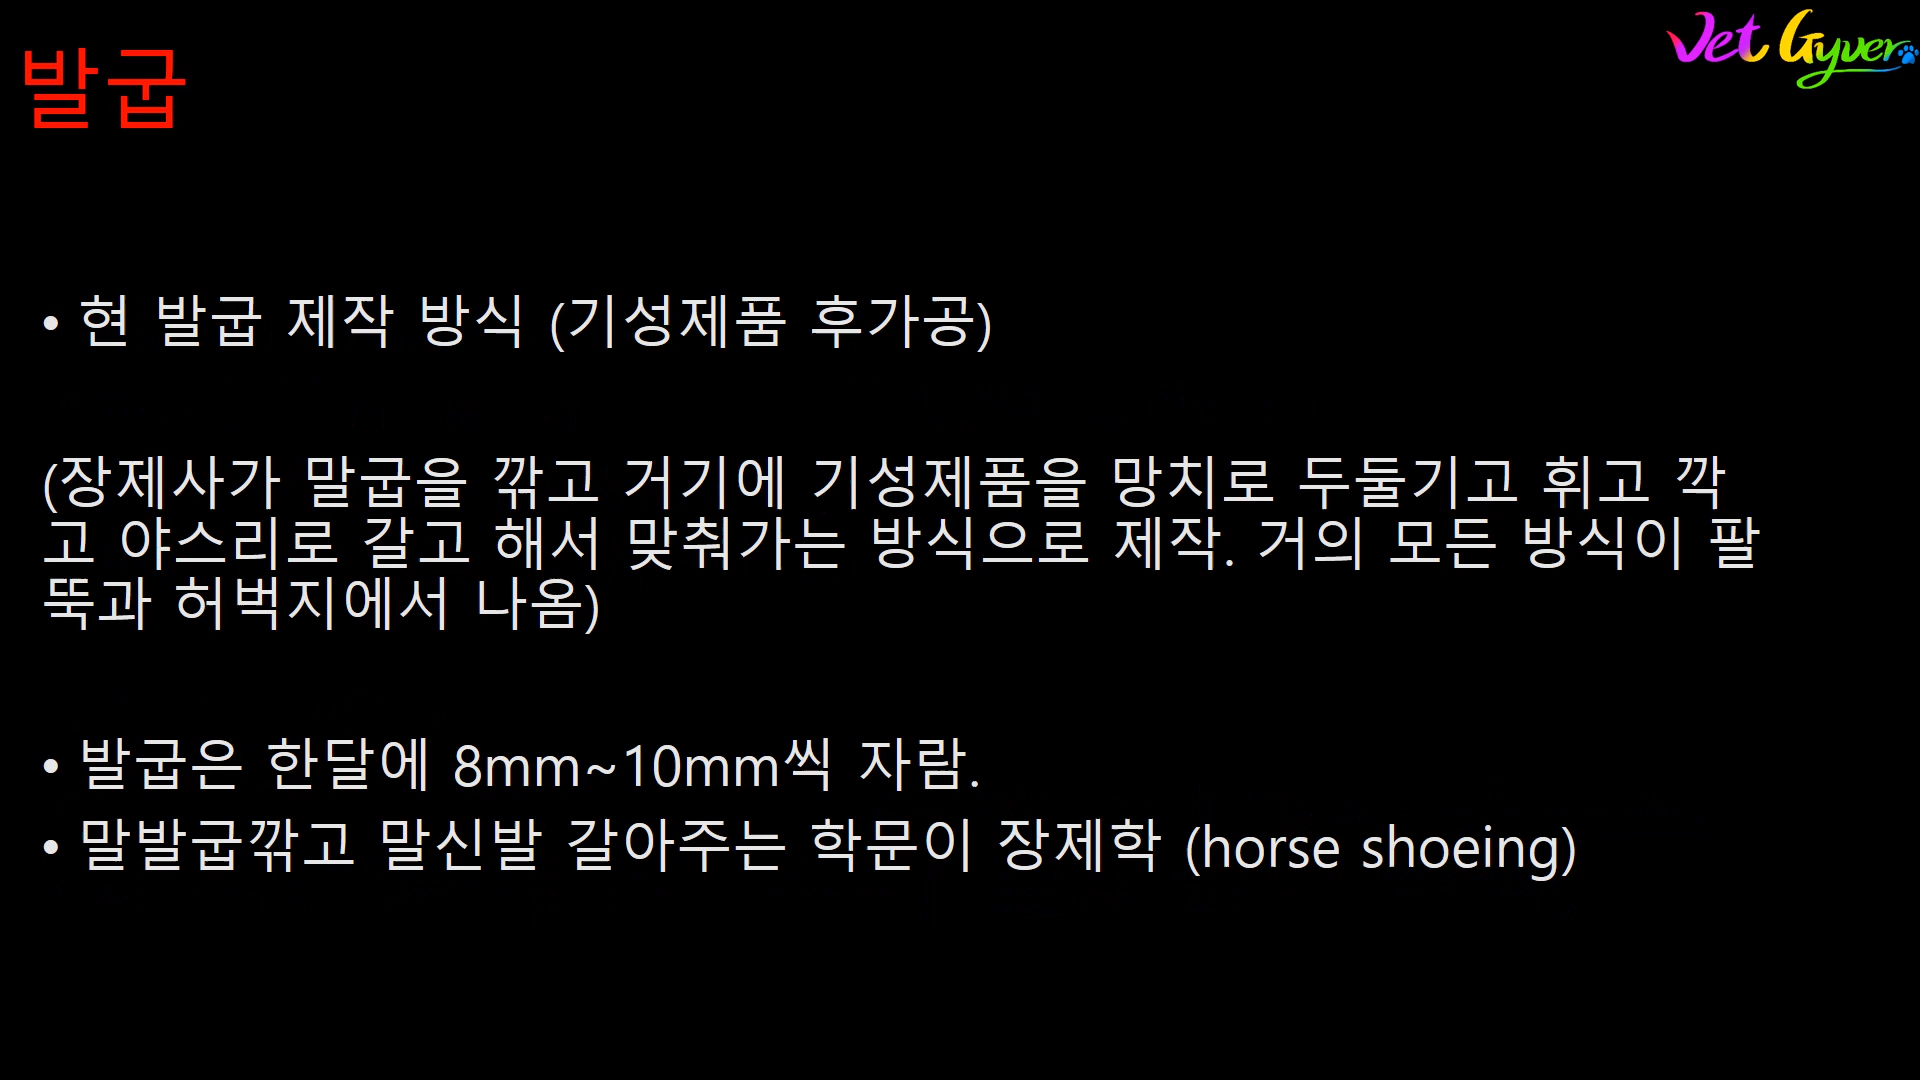 발굽
Vet Gyver
• 현 발굽 제작 방식 (기성제품 후가공)
(장제사가 말굽을 깎고 거기에 기성제품을 망치로 두둘기고 휘고 깍
고 야스리로 갈고 해서 맞춰가는 방식으로 제작. 거의 모든 방식이 팔
뚝과 허벅지에서 나옴)
• 발굽은 한달에 8mm~10mm씩 자람.
• 말발굽깎고 말신발 갈아주는 학문이 장제학 (horse shoeing)